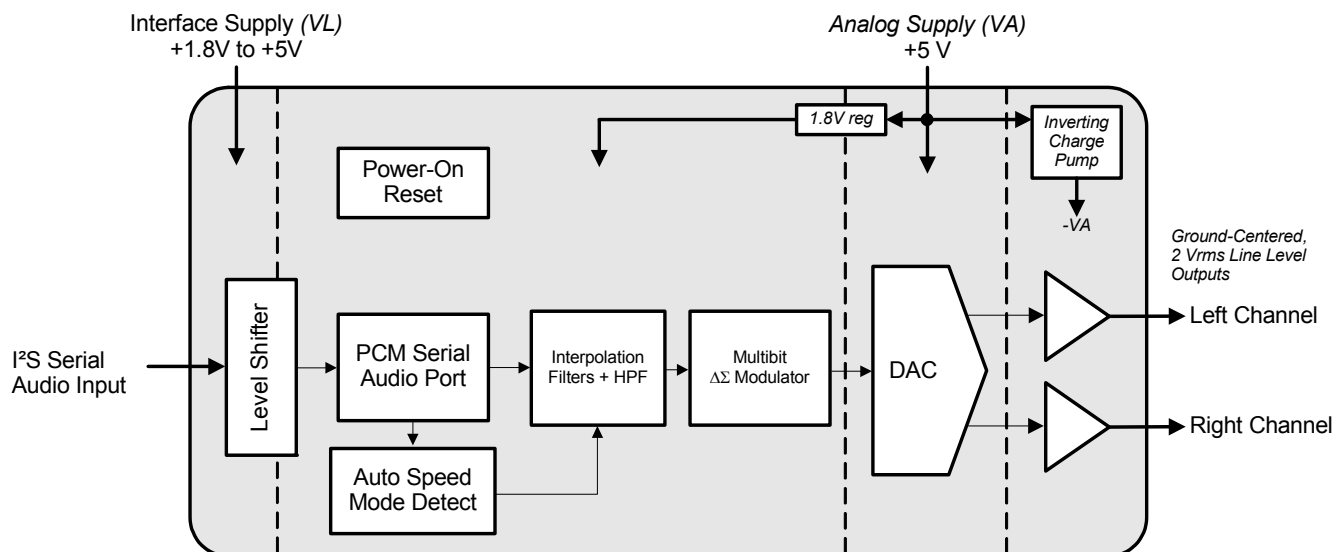 Interface Supply (VL)
+1.8V to +5V
Analog Supply (VA)
+5 V
1.8V reg
Inverting
Charge
Pump
-VA
Power-On
Reset
Ground-Centered,
2 Vrms Line Level
Outputs
I²S Serial
Audio Input
Level Shifter
PCM Serial
Audio Port
Auto Speed
Mode Detect
Interpolation
Filters + HPF
Multibit
ΔΣ Modulator
DAC
Left Channel
Right Channel